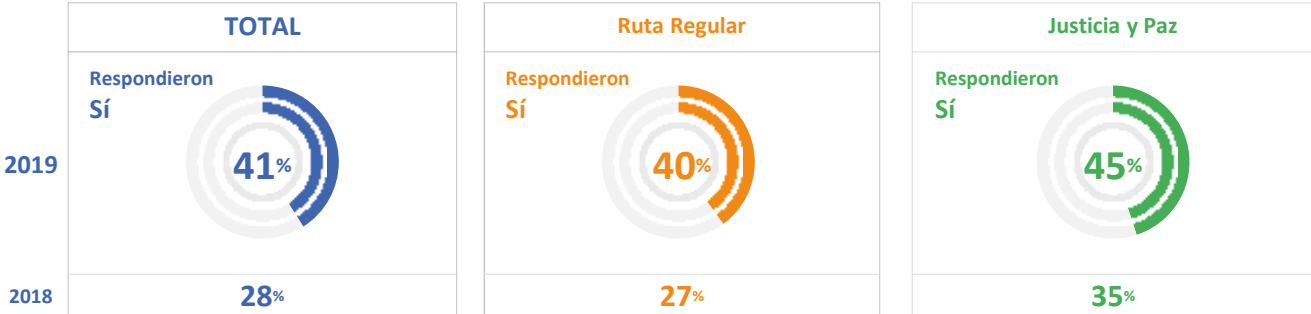 TOTAL
Ruta Regular
Justicia y Paz
Respondieron
Sí
Respondieron
Sí
Respondieron
Sí
2019
41%
40%
45%
2018
28%
27%
35%